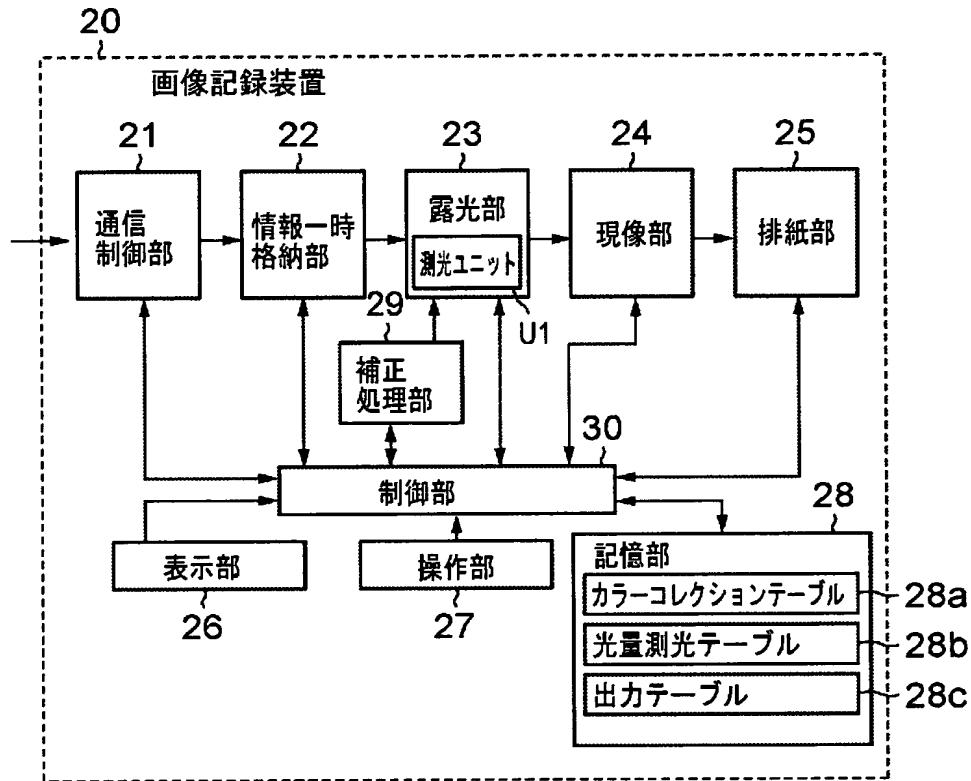 20
画像記録装置
21
22
23
24
25
通信
制御部
情報一時
格納部
露光部
測光ユニット
現像部
排紙部
U1
29
補正
処理部
30
制御部
表示部
26
操作部
27
28
記憶部
カラーコレクションテーブル
28a
光量測光テーブル
28b
出力テーブル
28c